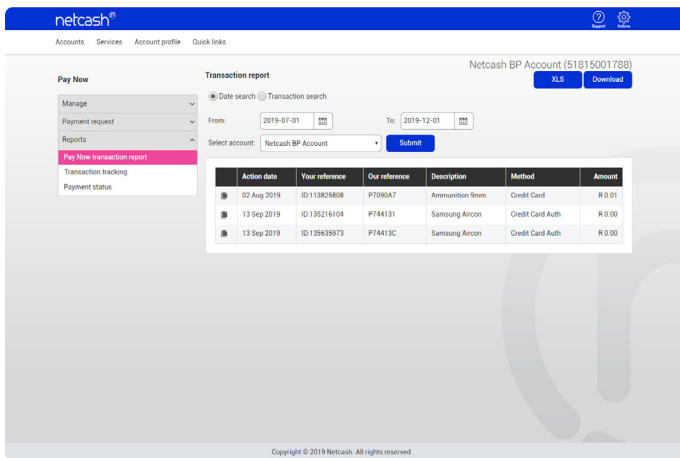 netcash®
Support Actions
Accounts Services Account profile Quick links
Netcash BP Account (51815001788)
Pay Now
Transaction report
XLS Download
Manage
Date search Transaction search
Payment request
From: 2019-07-01 To: 2019-12-01
Reports
Select account: Netcash BP Account Submit
Pay Now transaction report
Transaction tracking
Payment status
Action date Your reference Our reference Description Method Amount
02 Aug 2019 ID:113825808 P7090A7 Ammunition 9mm Credit Card R 0.01
13 Sep 2019 ID:135216104 P744131 Samsung Aircon Credit Card Auth R 0.00
13 Sep 2019 ID:135635973 P74413C Samsung Aircon Credit Card Auth R 0.00
Copyright © 2019 Netcash. All rights reserved.